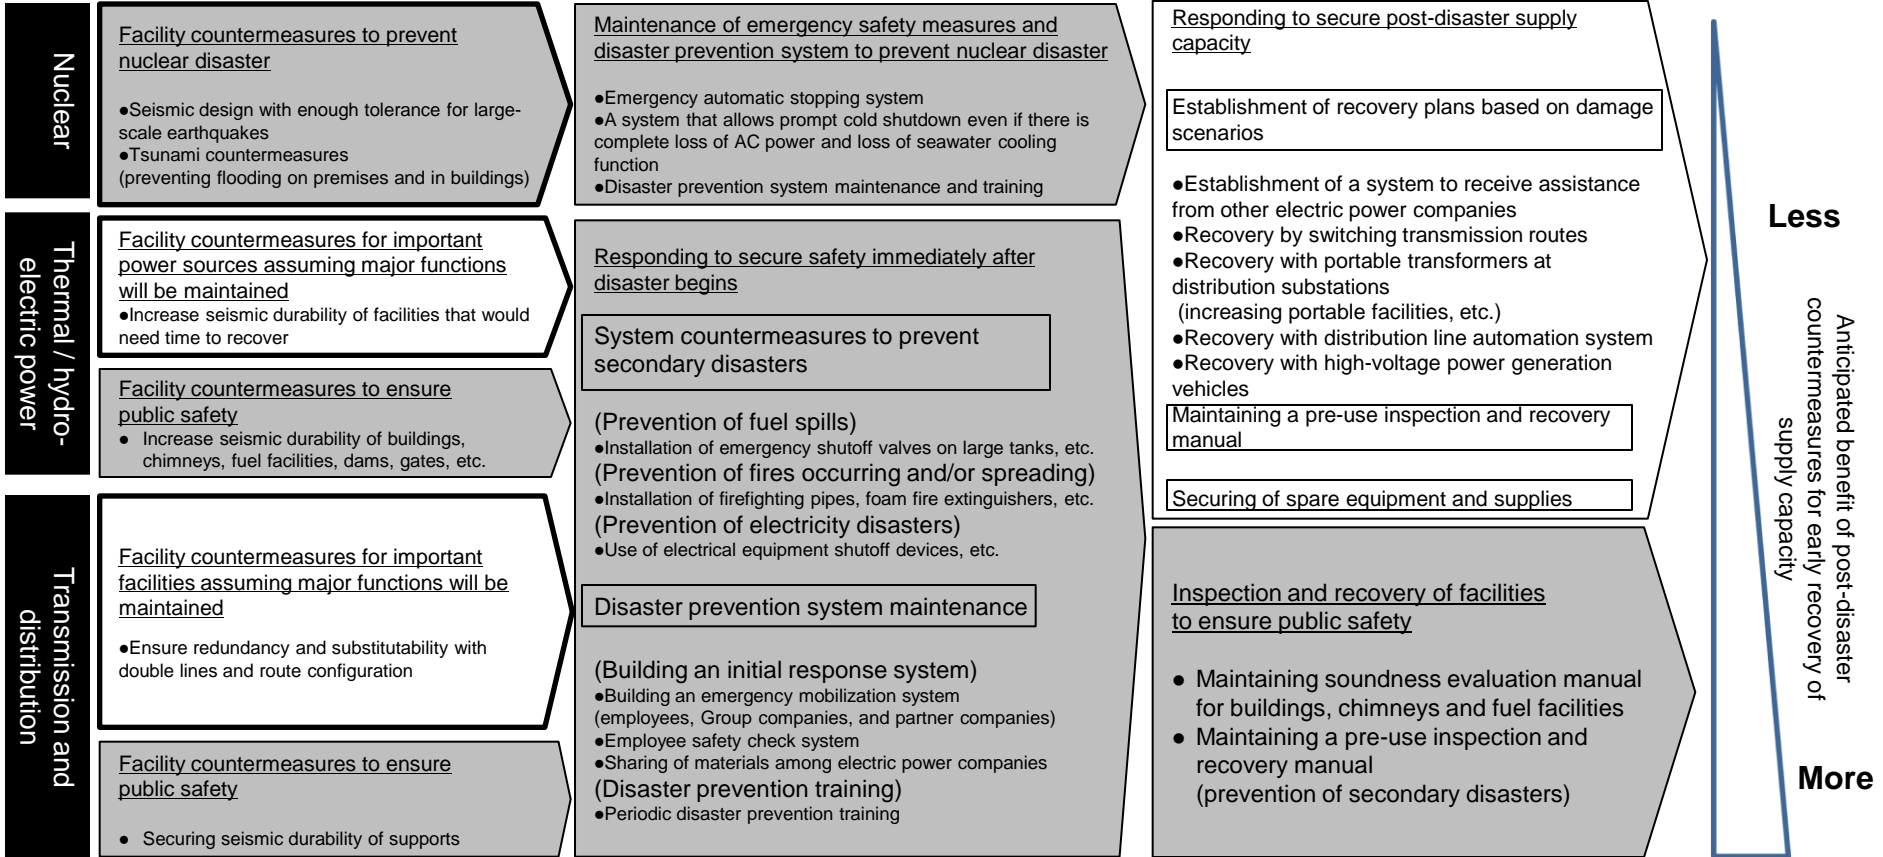 Nuclear
Facility countermeasures to prevent
nuclear disaster
●Seismic design with enough tolerance for large-
scale earthquakes
●Tsunami countermeasures
(preventing flooding on premises and in buildings)
Maintenance of emergency safety measures and
disaster prevention system to prevent nuclear disaster
●Emergency automatic stopping system
●A system that allows prompt cold shutdown even if there is
complete loss of AC power and loss of seawater cooling
function
●Disaster prevention system maintenance and training
Thermal / hydro-
electric power
Facility countermeasures for important
power sources assuming major functions
will be maintained
●Increase seismic durability of facilities that would
need time to recover
Facility countermeasures to ensure
public safety
● Increase seismic durability of buildings,
chimneys, fuel facilities, dams, gates, etc.
Transmission and
distribution
Facility countermeasures for important
facilities assuming major functions will be
maintained
●Ensure redundancy and substitutability with
double lines and route configuration
Facility countermeasures to ensure
public safety
● Securing seismic durability of supports
Responding to secure safety immediately after
disaster begins
System countermeasures to prevent
secondary disasters
(Prevention of fuel spills)
●Installation of emergency shutoff valves on large tanks, etc.
(Prevention of fires occurring and/or spreading)
●Installation of firefighting pipes, foam fire extinguishers, etc.
(Prevention of electricity disasters)
●Use of electrical equipment shutoff devices, etc.
Disaster prevention system maintenance
(Building an initial response system)
●Building an emergency mobilization system
(employees, Group companies, and partner companies)
●Employee safety check system
●Sharing of materials among electric power companies
(Disaster prevention training)
●Periodic disaster prevention training
Responding to secure post-disaster supply
capacity
Establishment of recovery plans based on damage
scenarios
●Establishment of a system to receive assistance
from other electric power companies
●Recovery by switching transmission routes
●Recovery with portable transformers at
distribution substations
(increasing portable facilities, etc.)
●Recovery with distribution line automation system
●Recovery with high-voltage power generation
vehicles
Maintaining a pre-use inspection and recovery
manual
Securing of spare equipment and supplies
Inspection and recovery of facilities
to ensure public safety
● Maintaining soundness evaluation manual
for buildings, chimneys and fuel facilities
● Maintaining a pre-use inspection and
recovery manual
(prevention of secondary disasters)
Less
Anticipated benefit of post-disaster
countermeasures for early recovery of
supply capacity
More